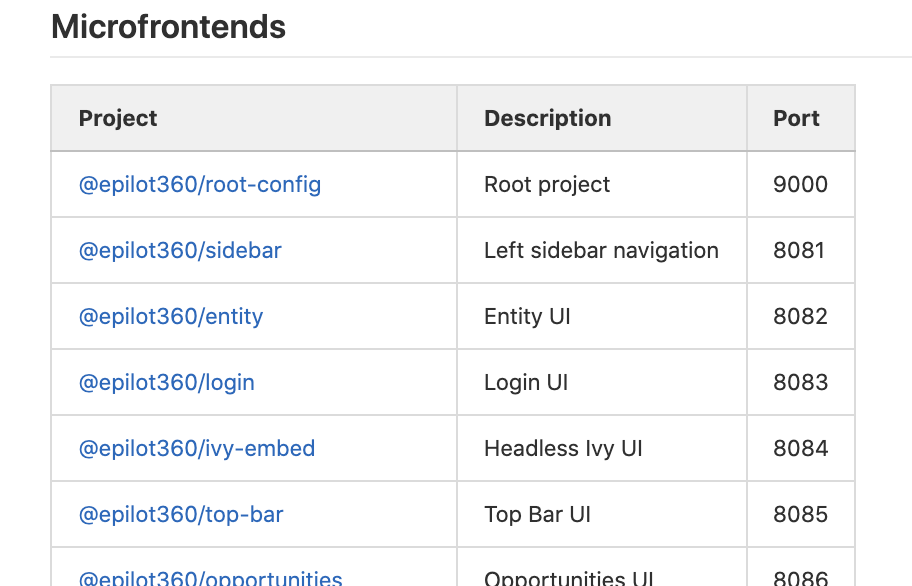 Microfrontends
Project Description Port
@epilot360/root-config Root project 9000
@epilot360/sidebar Left sidebar navigation 8081
@epilot360/entity Entity UI 8082
@epilot360/login Login UI 8083
@epilot360/ivy-embed Headless Ivy UI 8084
@epilot360/top-bar Top Bar UI 8085
@epilot360/opportunities Opportunities UI 8086